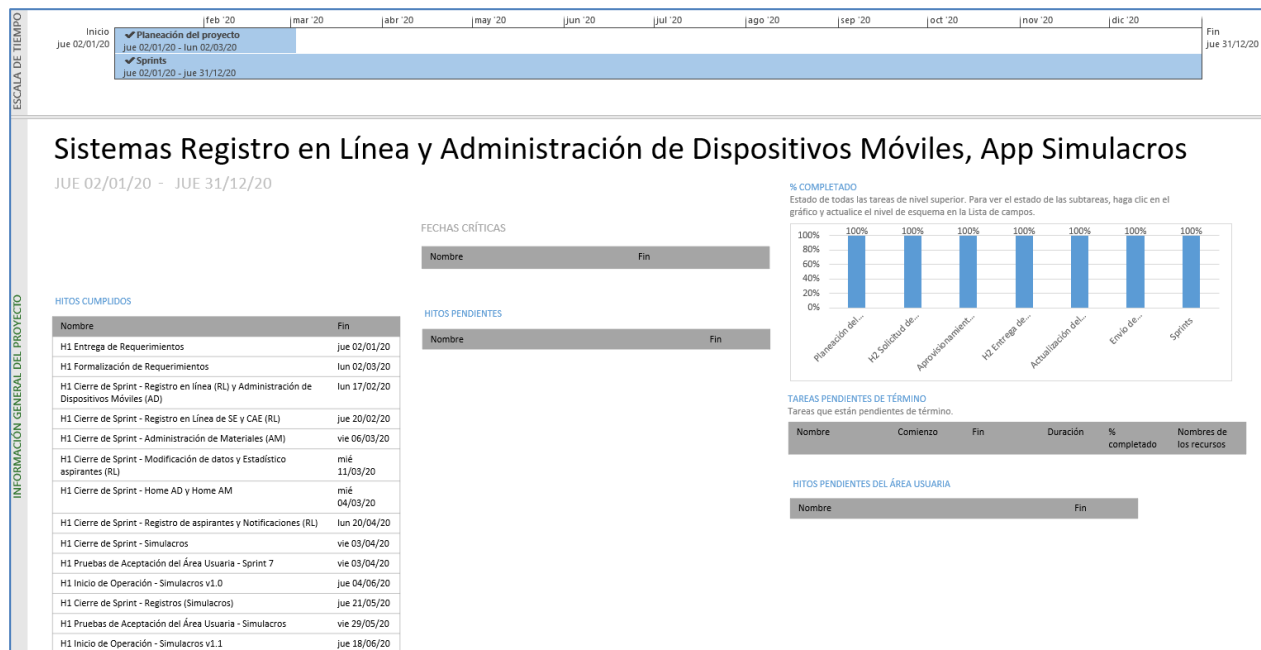 ESCALA DE TIEMPO
feb '20 mar '20 abr '20 may '20 jun '20 jul '20 ago '20 sep '20 oct '20 nov '20 dic '20
Inicio
jue 02/01/20
Planeación del proyecto
jue 02/01/20 - lun 02/03/20
Sprints
jue 02/01/20 - jue 31/12/20
Fin
jue 31/12/20
INFORMACIÓN GENERAL DEL PROYECTO
Sistemas Registro en Línea y Administración de Dispositivos Móviles, App Simulacros
JUE 02/01/20 - JUE 31/12/20
HITOS CUMPLIDOS
Nombre Fin
H1 Entrega de Requerimientos jue 02/01/20
H1 Formalización de Requerimientos lun 02/03/20
H1 Cierre de Sprint - Registro en línea (RL) y Administración de lun 17/02/20
Dispositivos Móviles (AD)
H1 Cierre de Sprint - Registro en Línea de SE y CAE (RL) jue 20/02/20
H1 Cierre de Sprint - Administración de Materiales (AM) vie 06/03/20
H1 Cierre de Sprint - Modificación de datos y Estadístico mié
aspirantes (RL) 11/03/20
H1 Cierre de Sprint - Home AD y Home AM mié
04/03/20
H1 Cierre de Sprint - Registro de aspirantes y Notificaciones (RL) lun 20/04/20
H1 Cierre de Sprint - Simulacros vie 03/04/20
H1 Pruebas de Aceptación del Área Usuaria - Sprint 7 vie 03/04/20
H1 Inicio de Operación - Simulacros v1.0 jue 04/06/20
H1 Cierre de Sprint - Registros (Simulacros) jue 21/05/20
H1 Pruebas de Aceptación del Área Usuaria - Simulacros vie 29/05/20
H1 Inicio de Operación - Simulacros v1.1 jue 18/06/20
FECHAS CRÍTICAS
Nombre Fin
HITOS PENDIENTES
Nombre Fin
% COMPLETADO
Estado de todas las tareas de nivel superior. Para ver el estado de las subtareas, haga clic en el
gráfico y actualice el nivel de esquema en la Lista de campos.
100% 100% 100% 100% 100% 100% 100%
100%
80%
60%
40%
20%
0%
Planeación del... H2 Solicitud de... Aprovisionamient... H2 Entrega de... Actualización del... Envío de... Sprints
TAREAS PENDIENTES DE TÉRMINO
Tareas que están pendientes de término.
Nombre Comienzo Fin Duración % Nombres de
completado los recursos
HITOS PENDIENTES DEL ÁREA USUARIA
Nombre Fin